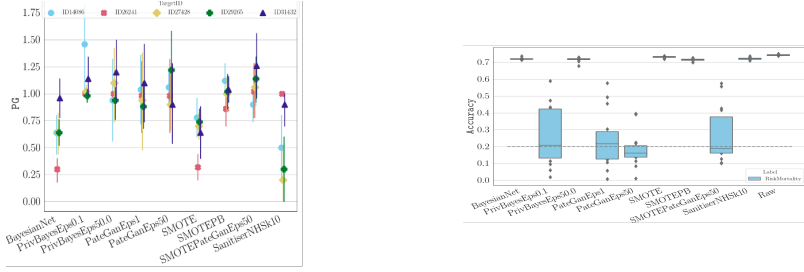 TargetID
ID14086 ID26241 ID27428 ID29265 ID31432
PG
1.75
1.50
1.25
1.00
0.75
0.50
0.25
0.00
BayesianNet
PrivBayesEps0.1
PrivBayesEps50.0
PateGanEps1
PateGanEps50
SMOTE
SMOTEPB
SMOTEPateGanEps50
SanitiserNHSk10
Accuracy
0.7
0.6
0.5
0.4
0.3
0.2
0.1
0.0
Label
RiskMortality
BayesianNet
PrivBayesEps0.1
PrivBayesEps50.0
PateGanEps1
PateGanEps50
SMOTE
SMOTEPB
SMOTEPateGanEps50
SanitiserNHSk10
Raw